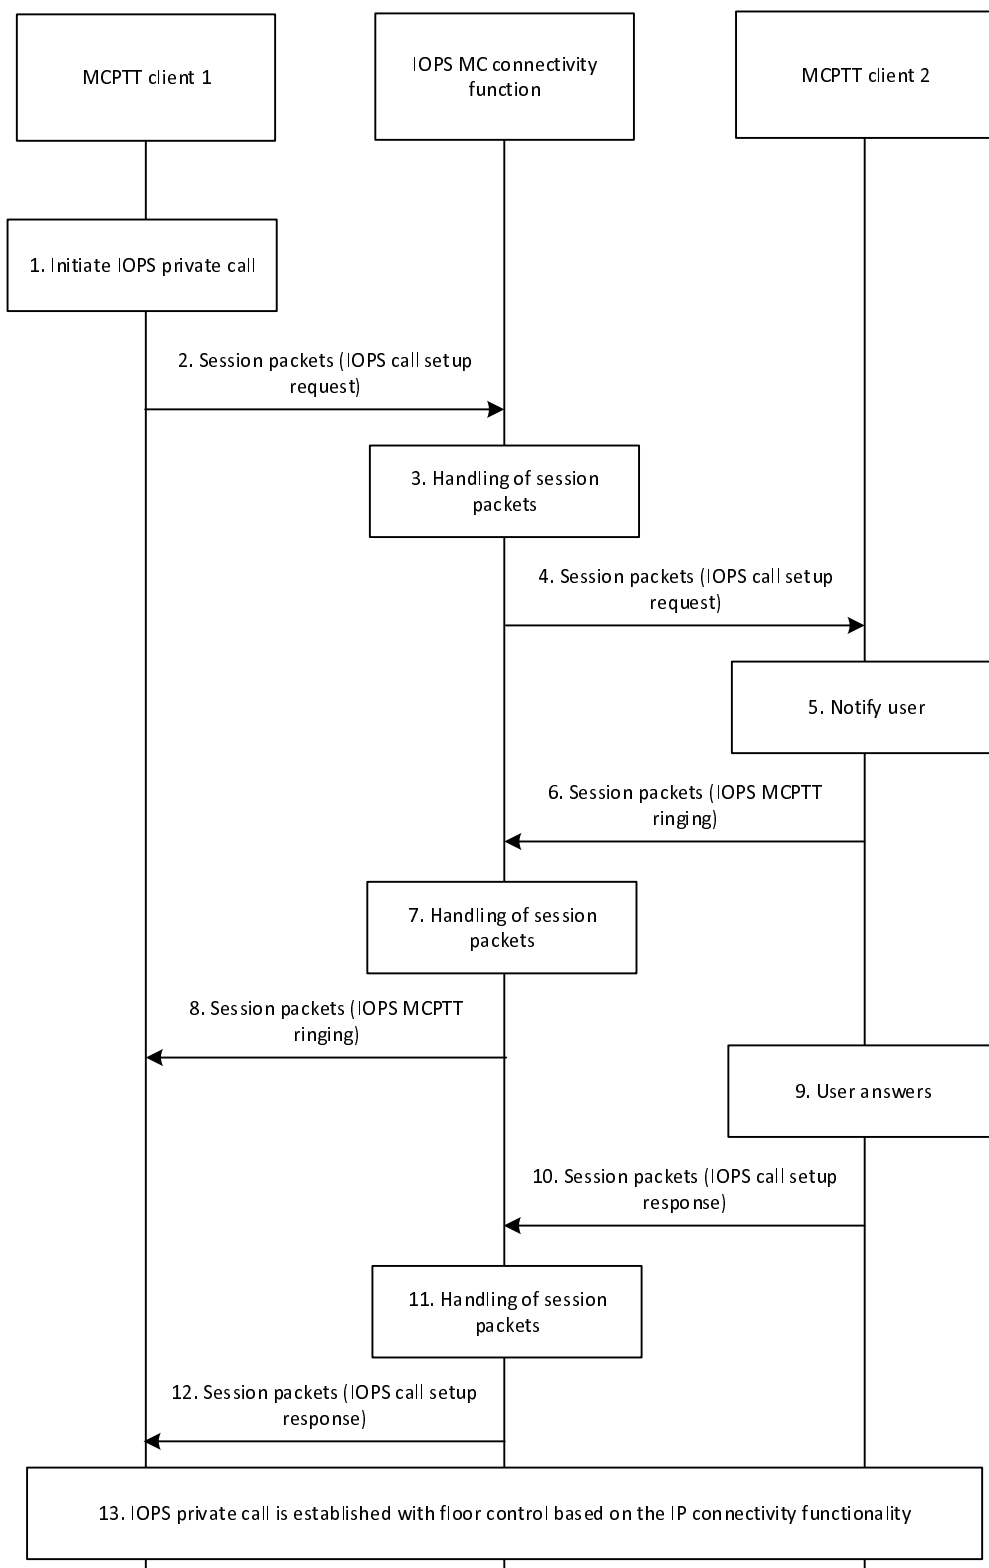 MCPTT client 1
IOPS MC connectivity
function
MCPTT client 2
1. Initiate IOPS private call
2. Session packets (IOPS call setup
request)
3. Handling of session
packets
4. Session packets (IOPS call setup
request)
5. Notify user
6. Session packets (IOPS MCPTT
ringing)
7. Handling of session
packets
8. Session packets (IOPS MCPTT
ringing)
9. User answers
10. Session packets (IOPS call setup
response)
11. Handling of session
packets
12. Session packets (IOPS call setup
response)
13. IOPS private call is established with floor control based on the IP connectivity functionality